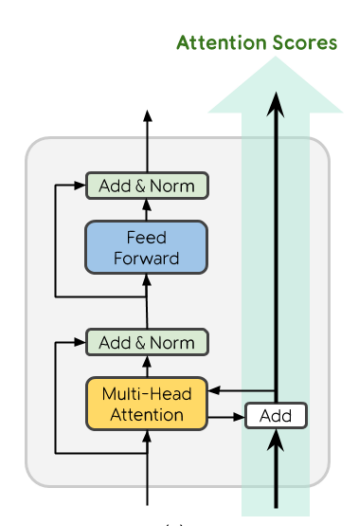 Attention Scores
Add & Norm
Feed
Forward
Add & Norm
Multi-Head
Attention
Add